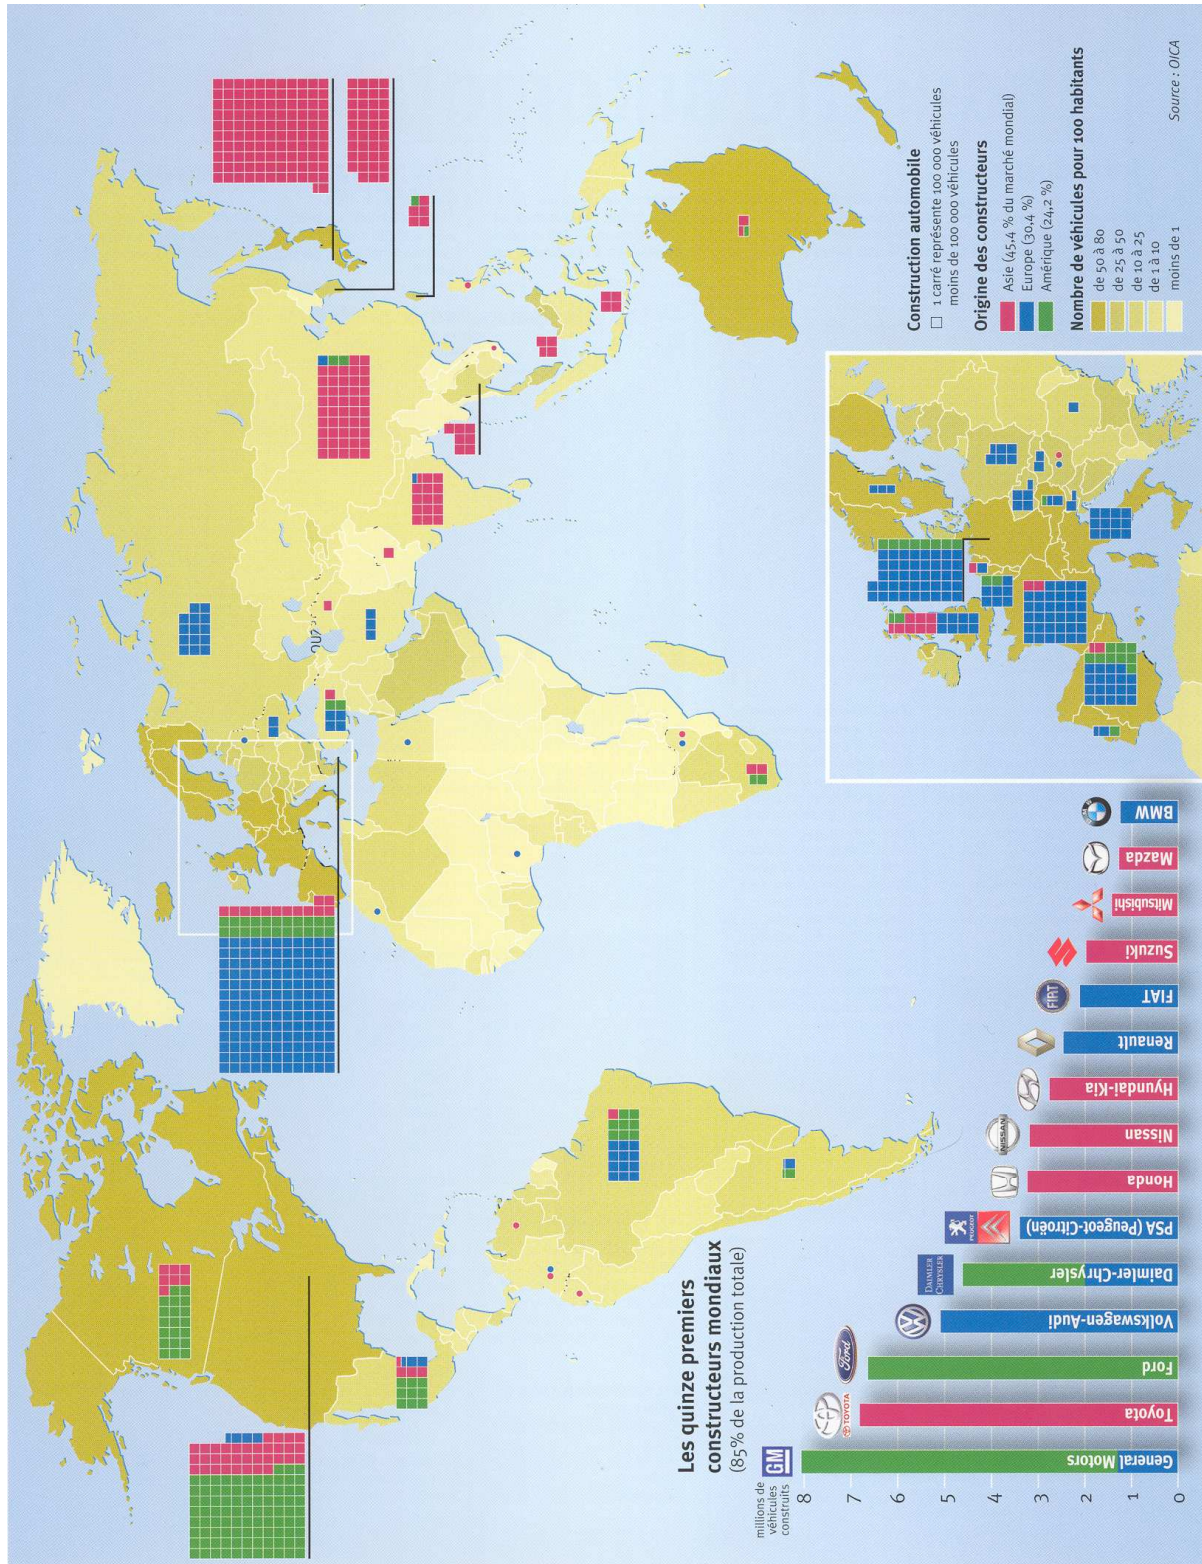 Construction automobile
1 carré représente 100 000 véhicules
moins de 100 000 véhicules
Origine des constructeurs
Asie (45,4 % du marché mondial)
Europe (30,4 %)
Amérique (24,2 %)
Nombre de véhicules pour 100 habitants
de 50 à 80
de 25 à 50
de 10 à 25
de 1 à 10
moins de 1
Source : OICA
OUZ.
Les quinze premiers
constructeurs mondiaux
(85% de la production totale)
millions de
véhicules
construits
8
7
6
5
4
3
2
1
0
GM
TOYOTA
Ford
DAIMLER
CHRYSLER
PEUGEOT
NISSAN
FIAT
General Motors
Toyota
Ford
Volkswagen-Audi
Daimler-Chrysler
PSA (Peugeot-Citroën)
Honda
Nissan
Hyundai-Kia
Renault
FIAT
Suzuki
Mitsubishi
Mazda
BMW